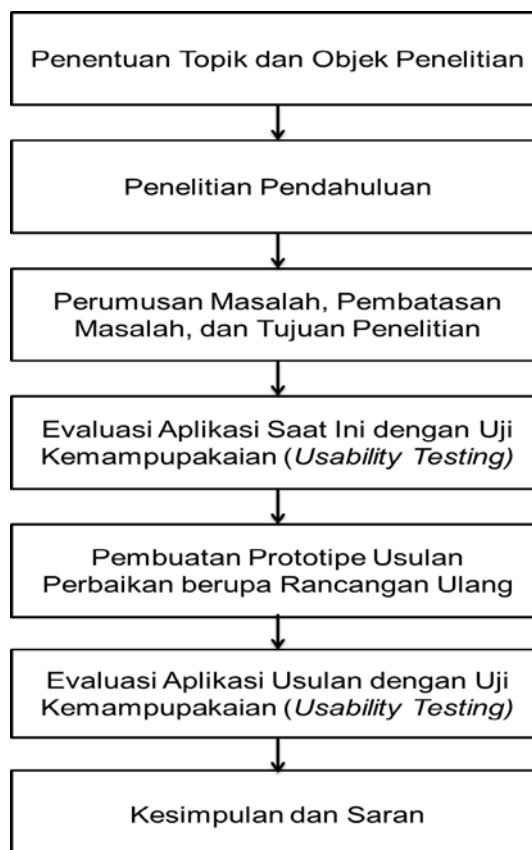 Penentuan Topik dan Objek Penelitian
Penelitian Pendahuluan
Perumusan Masalah, Pembatasan
Masalah, dan Tujuan Penelitian
Evaluasi Aplikasi Saat Ini dengan Uji
Kemampupakaian (Usability Testing)
Pembuatan Prototipe Usulan
Perbaikan berupa Rancangan Ulang
Evaluasi Aplikasi Usulan dengan Uji
Kemampupakaian (Usability Testing)
Kesimpulan dan Saran